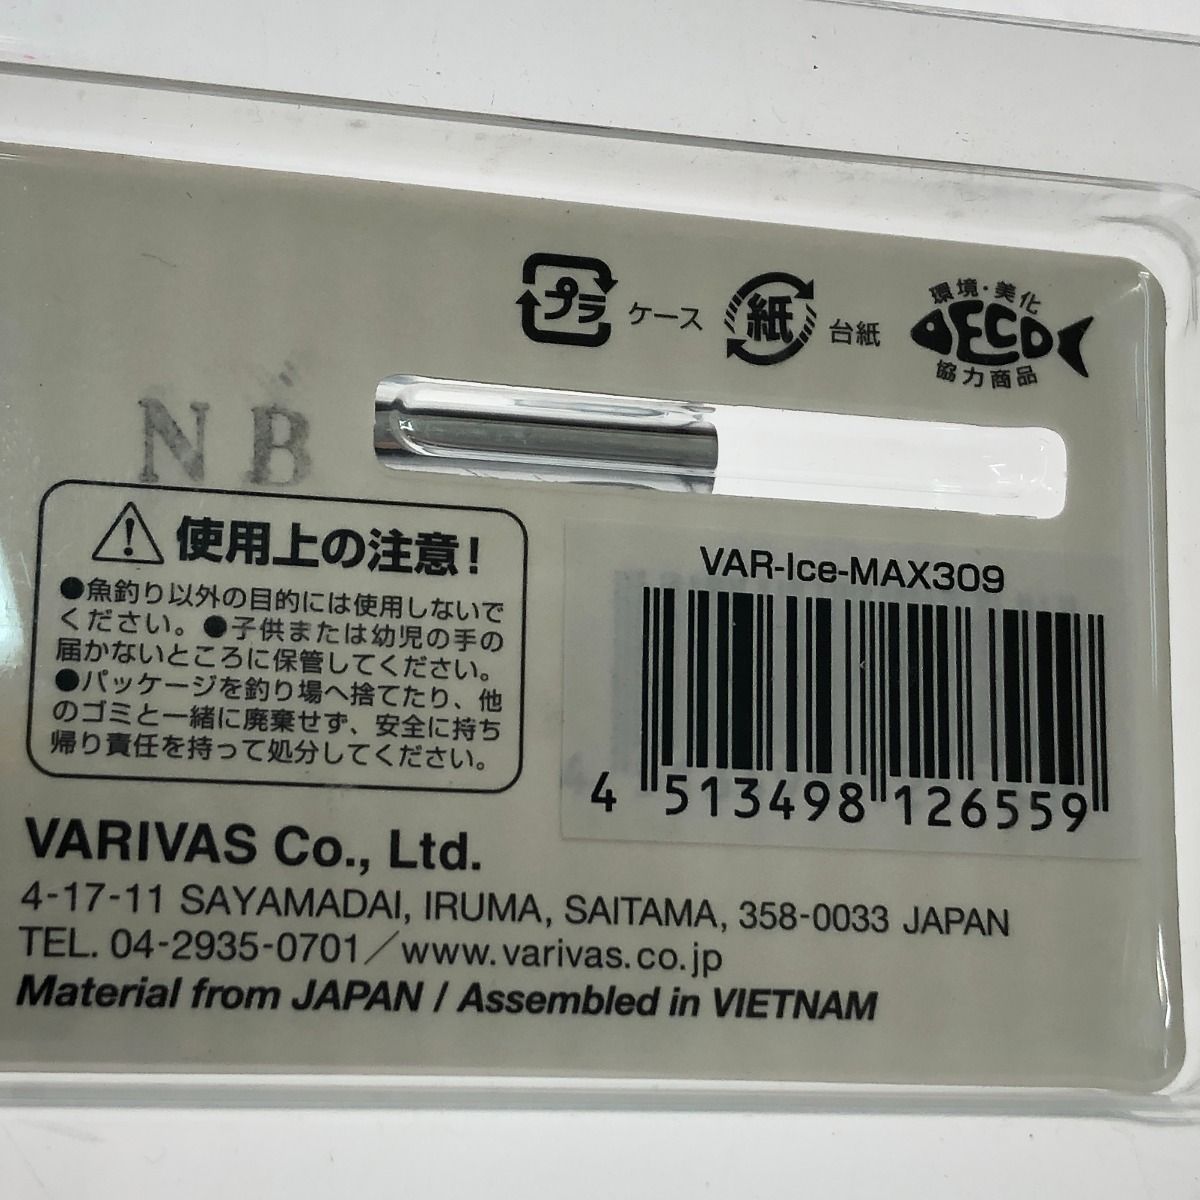 プラ ケース 紙 台紙
環境・美化
ECO
協力商品
N B
使用上の注意!
●魚釣り以外の目的には使用しないで
ください。●子供または幼児の手の
届かないところに保管してください。
●パッケージを釣り場へ捨てたり、他
のゴミと一緒に廃棄せず、安全に持ち
帰り責任を持って処分してください。
VAR-Ice-MAX309
4 513498 126559
VARIVAS Co., Ltd.
4-17-11 SAYAMADAI, IRUMA, SAITAMA, 358-0033 JAPAN
TEL. 04-2935-0701／www.varivas.co.jp
Material from JAPAN / Assembled in VIETNAM